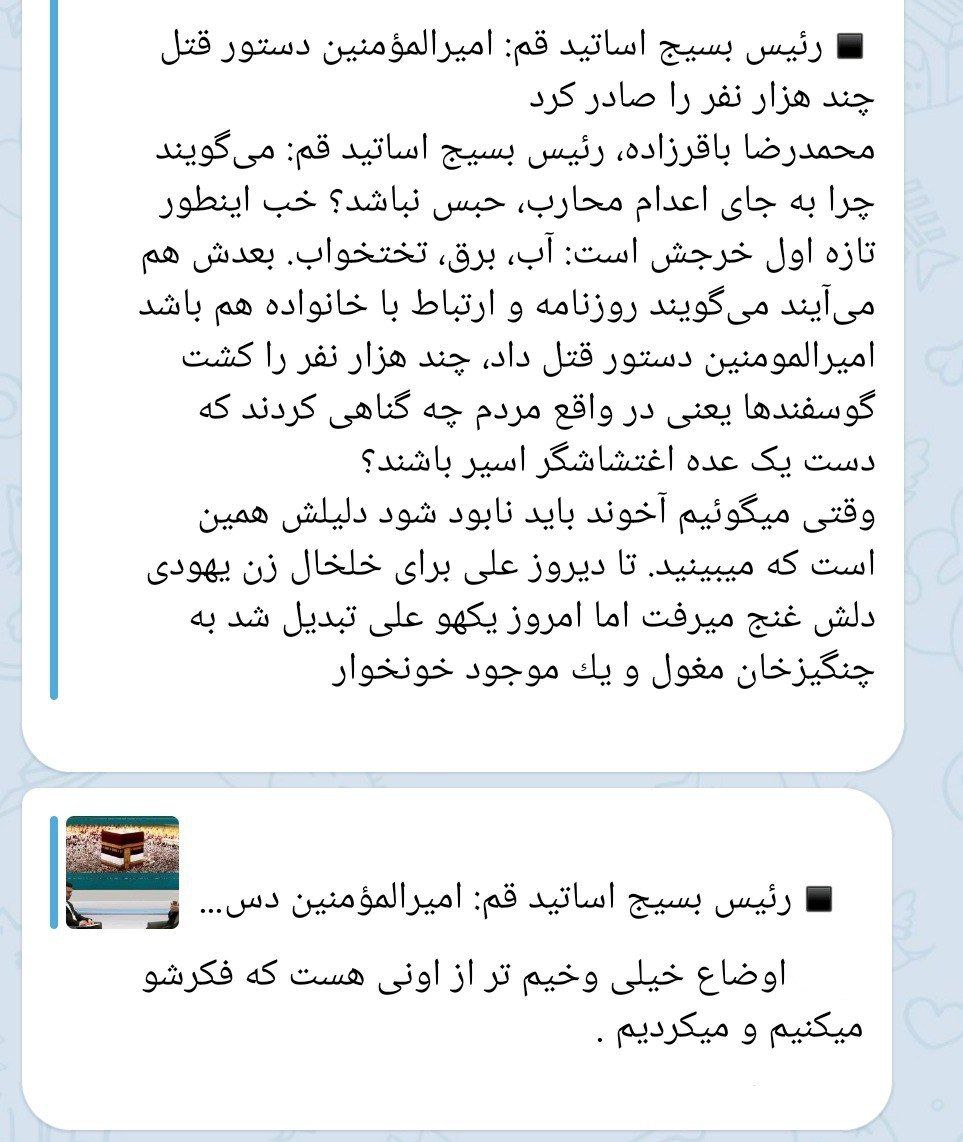 ◾ رئیس بسیج اساتید قم: امیرالمؤمنین دستور قتل
چند هزار نفر را صادر کرد
محمدرضا باقرزاده، رئیس بسیج اساتید قم: می‌گویند
چرا به جای اعدام محارب، حبس نباشد؟ خب اینطور
تازه اول خرجش است: آب، برق، تختخواب. بعدش هم
می‌آیند می‌گویند روزنامه و ارتباط با خانواده هم باشد
امیرالمومنین دستور قتل داد، چند هزار نفر را کشت
گوسفندها یعنی در واقع مردم چه گناهی کردند که
دست یک عده اغتشاشگر اسیر باشند؟
وقتی میگوئیم آخوند باید نابود شود دلیلش همین
است که میبینید. تا دیروز علی برای خلخال زن یهودی
دلش غنج میرفت اما امروز یکهو علی تبدیل شد به
چنگیزخان مغول و يك موجود خونخوار
◾ رئیس بسیج اساتید قم: امیرالمؤمنین دس...
اوضاع خیلی وخیم تر از اونی هست که فکرشو
میکنیم و میکردیم .